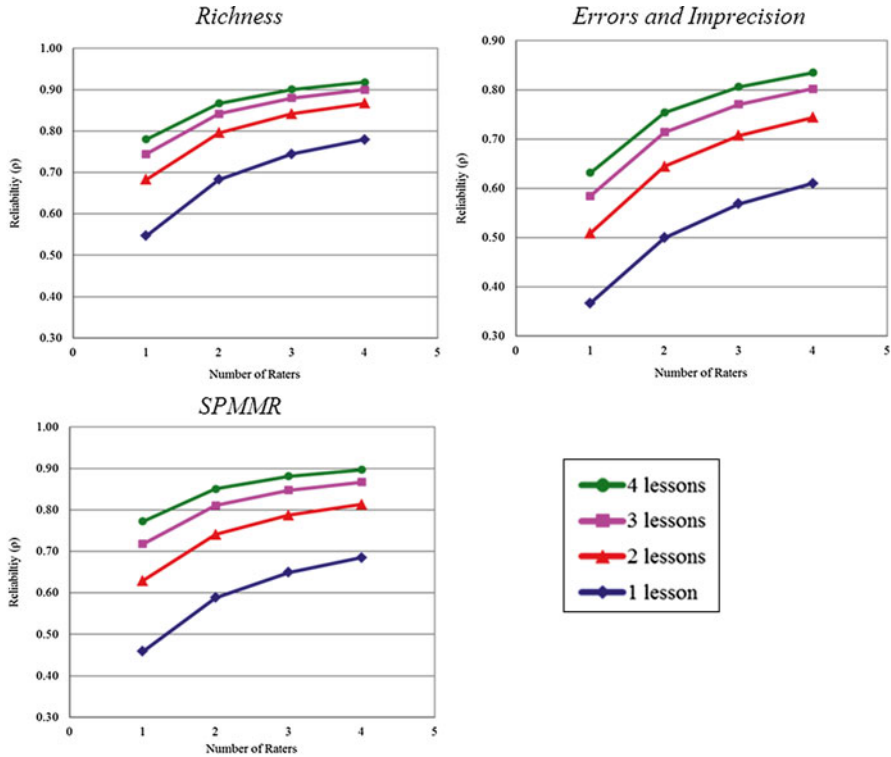 Richness
1.00
0.90
0.80
0.70
0.60
0.50
0.40
0.30
Reliabiltiy (ρ)
0 1 2 3 4 5
Number of Raters
Errors and Imprecision
0.90
0.80
0.70
0.60
0.50
0.40
0.30
Reliability (ρ)
0 1 2 3 4 5
Number of Raters
SPMMR
1.00
0.90
0.80
0.70
0.60
0.50
0.40
0.30
Reliabiltiy (ρ)
0 1 2 3 4 5
Number of Raters
4 lessons
3 lessons
2 lessons
1 lesson